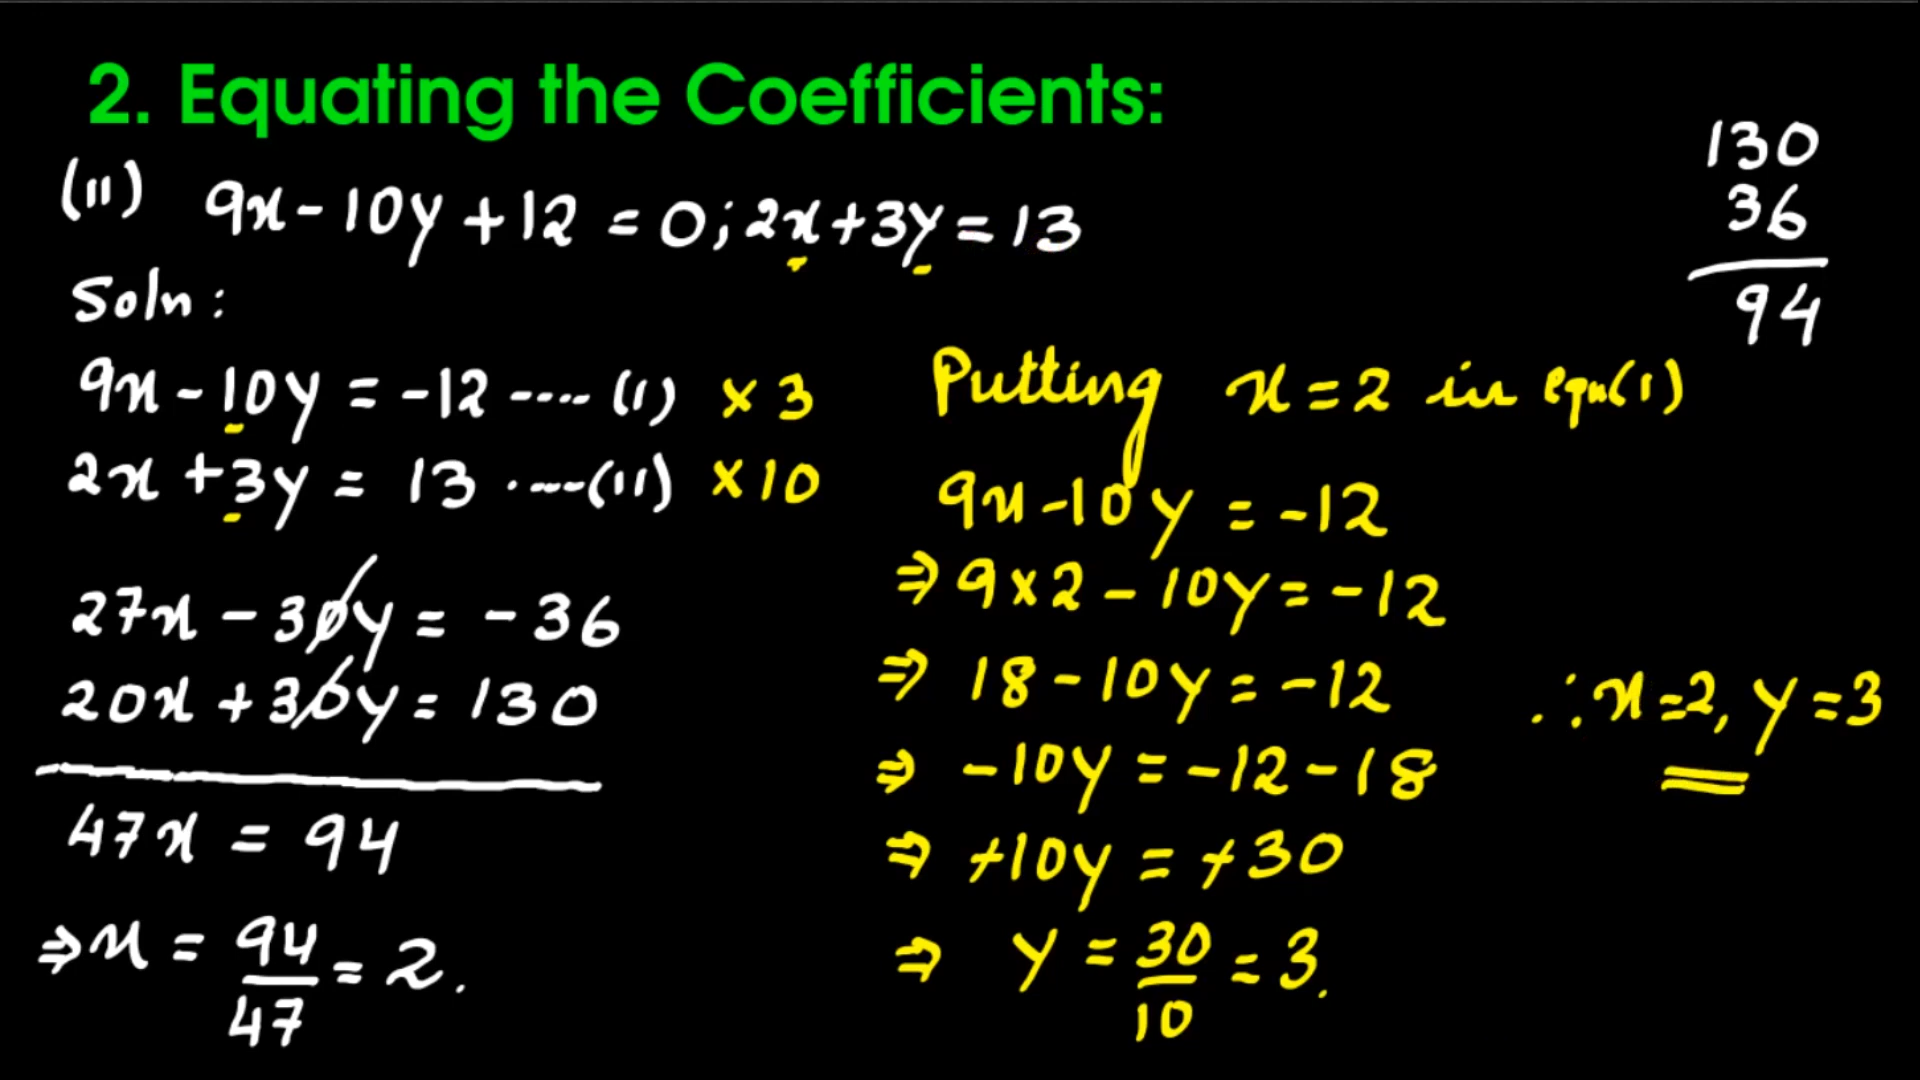 2. Equating the Coefficients:
(ii) 9x - 10y + 12 = 0; 2x + 3y = 13
Soln:
9x - 10y = -12 ---- (i) × 3
2x + 3y = 13 ---- (ii) × 10
27x - 30y = -36
20x + 30y = 130
47x = 94
⇒ x = 94/47 = 2.
130
36
94
Putting x = 2 in eqn(i)
9x - 10y = -12
⇒ 9 × 2 - 10y = -12
⇒ 18 - 10y = -12
⇒ -10y = -12 - 18
⇒ +10y = +30
⇒ y = 30/10 = 3.
∴ x = 2, y = 3